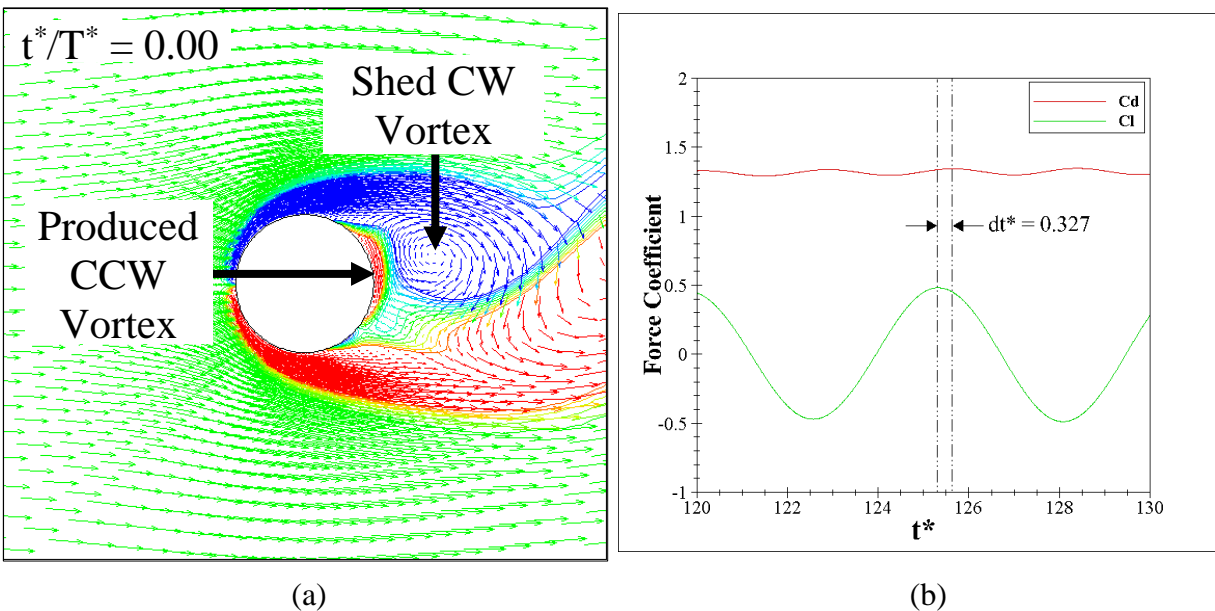 t*/T* = 0.00
Shed CW
Vortex
Produced
CCW
Vortex
(a)
2
1.5
1
0.5
0
-0.5
-1
Force Coefficient
Cd
Cl
dt* = 0.327
120
122
124
126
128
130
t*
(b)